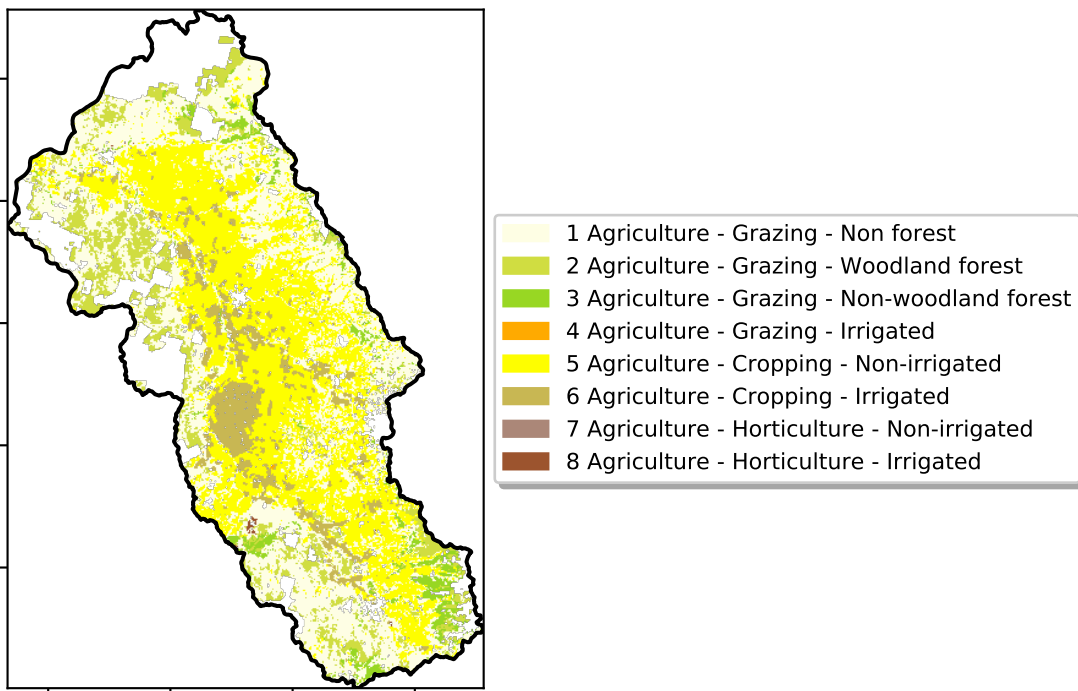 1 Agriculture - Grazing - Non forest
2 Agriculture - Grazing - Woodland forest
3 Agriculture - Grazing - Non-woodland forest
4 Agriculture - Grazing - Irrigated
5 Agriculture - Cropping - Non-irrigated
6 Agriculture - Cropping - Irrigated
7 Agriculture - Horticulture - Non-irrigated
8 Agriculture - Horticulture - Irrigated